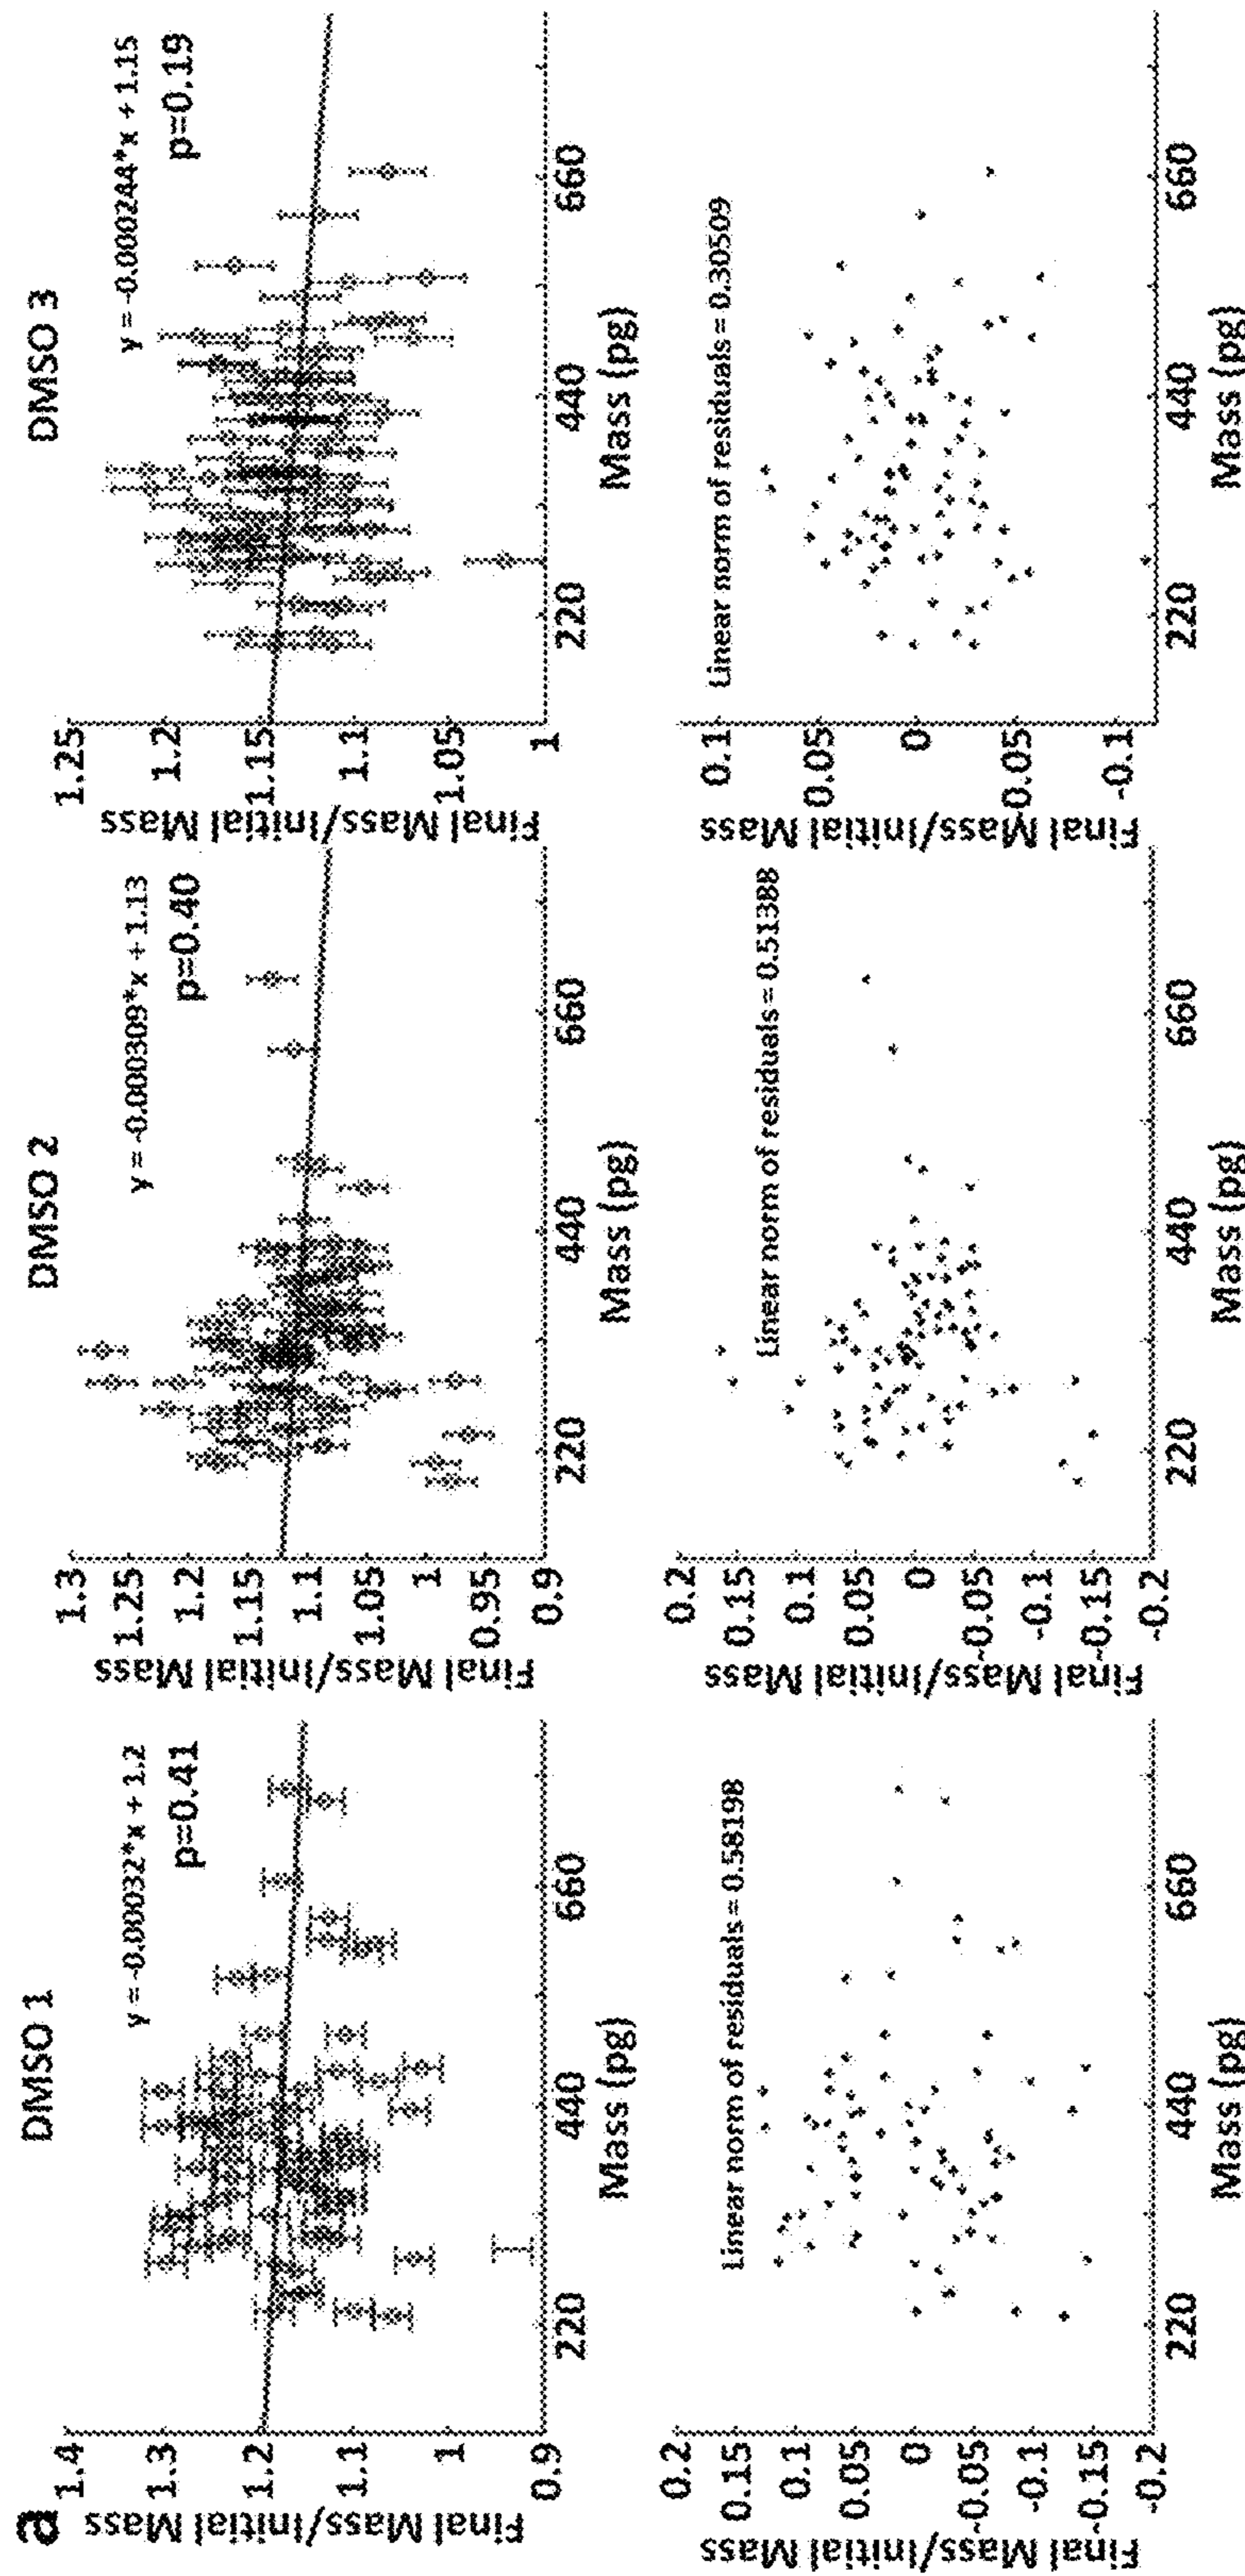 a
DMSO 1
y = -0.00032*x + 1.2
p=0.41
Final Mass/Initial Mass
1.4
1.3
1.2
1.1
1
0.9
220
440
660
Mass (pg)
DMSO 2
y = -0.000309*x + 1.13
p=0.40
Final Mass/Initial Mass
1.3
1.25
1.2
1.15
1.1
1.05
1
0.95
0.9
220
440
660
Mass (pg)
DMSO 3
y = -0.000244*x + 1.15
p=0.19
Final Mass/Initial Mass
1.25
1.2
1.15
1.1
1.05
1
220
440
660
Mass (pg)
Linear norm of residuals = 0.58198
Final Mass/Initial Mass
0.2
0.15
0.1
0.05
0
-0.05
-0.1
-0.15
-0.2
220
440
660
Mass (pg)
Linear norm of residuals = 0.51388
Final Mass/Initial Mass
0.2
0.15
0.1
0.05
0
-0.05
-0.1
-0.15
-0.2
220
440
660
Mass (pg)
Linear norm of residuals = 0.30509
Final Mass/Initial Mass
0.1
0.05
0
-0.05
-0.1
220
440
660
Mass (pg)